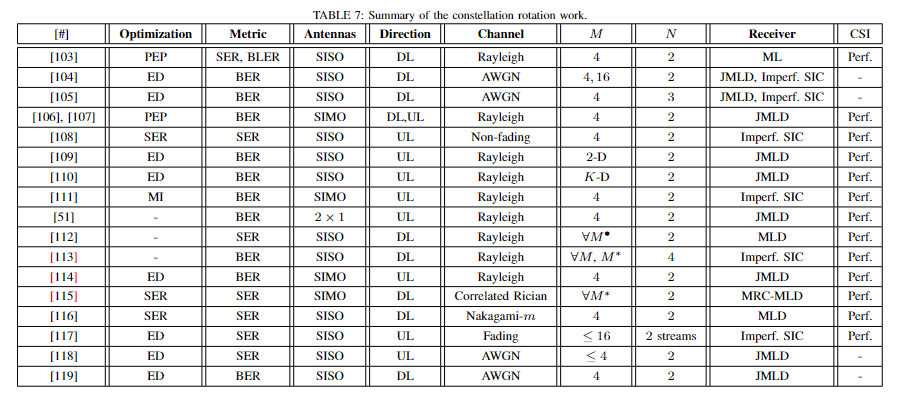 TABLE 7: Summary of the constellation rotation work.
[#] Optimization Metric Antennas Direction Channel M N Receiver CSI
[103] PEP SER, BLER SISO DL Rayleigh 4 2 ML Perf.
[104] ED BER SISO DL AWGN 4, 16 2 JMLD, Imperf. SIC -
[105] ED BER SISO DL AWGN 4 3 JMLD, Imperf. SIC -
[106], [107] PEP BER SIMO DL,UL Rayleigh 4 2 JMLD Perf.
[108] SER SER SISO UL Non-fading 4 2 Imperf. SIC Perf.
[109] ED BER SISO UL Rayleigh 2-D 2 JMLD Perf.
[110] ED BER SISO UL Rayleigh K-D 2 JMLD Perf.
[111] MI BER SIMO UL Rayleigh 4 2 Imperf. SIC Perf.
[51] - BER 2 × 1 UL Rayleigh 4 2 JMLD Perf.
[112] - SER SISO DL Rayleigh ∀M• 2 MLD Perf.
[113] - BER SISO DL Rayleigh ∀M, M* 4 Imperf. SIC Perf.
[114] ED BER SIMO UL Rayleigh 4 2 JMLD Perf.
[115] SER SER SIMO DL Correlated Rician ∀M* 2 MRC-MLD Perf.
[116] SER SER SISO DL Nakagami-m 4 2 MLD Perf.
[117] ED SER SISO UL Fading ≤ 16 2 streams Imperf. SIC Perf.
[118] ED SER SISO UL AWGN ≤ 4 2 JMLD -
[119] ED BER SISO DL AWGN 4 2 JMLD -